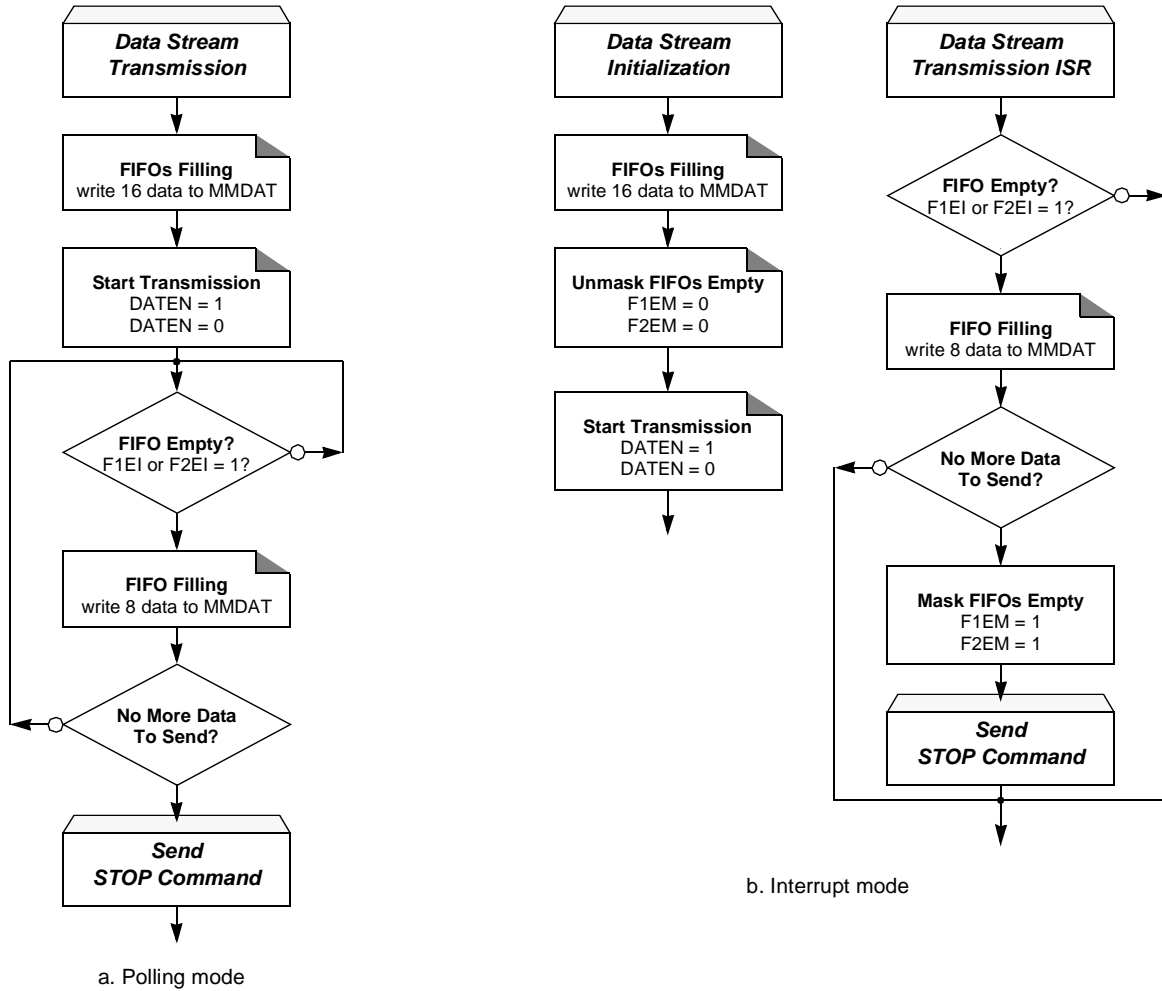 Data Stream
Transmission
FIFOs Filling
write 16 data to MMDAT
Start Transmission
DATEN = 1
DATEN = 0
FIFO Empty?
F1EI or F2EI = 1?
FIFO Filling
write 8 data to MMDAT
No More Data
To Send?
Send
STOP Command
a. Polling mode
Data Stream
Initialization
FIFOs Filling
write 16 data to MMDAT
Unmask FIFOs Empty
F1EM = 0
F2EM = 0
Start Transmission
DATEN = 1
DATEN = 0
Data Stream
Transmission ISR
FIFO Empty?
F1EI or F2EI = 1?
FIFO Filling
write 8 data to MMDAT
No More Data
To Send?
Mask FIFOs Empty
F1EM = 1
F2EM = 1
Send
STOP Command
b. Interrupt mode